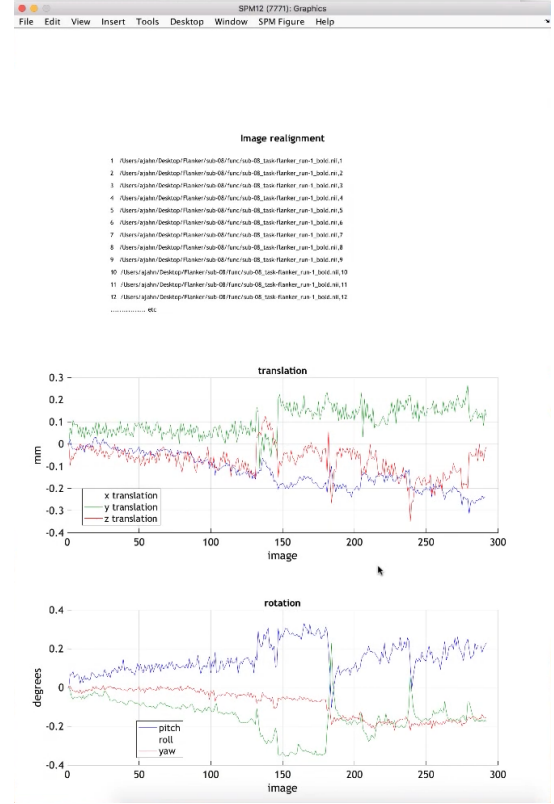 SPM12 (7771): Graphics
File Edit View Insert Tools Desktop Window SPM Figure Help
Image realignment
1 /Users/ajahn/Desktop/Flanker/sub-08/func/sub-08_task-flanker_run-1_bold.nii,1
2 /Users/ajahn/Desktop/Flanker/sub-08/func/sub-08_task-flanker_run-1_bold.nii,2
3 /Users/ajahn/Desktop/Flanker/sub-08/func/sub-08_task-flanker_run-1_bold.nii,3
4 /Users/ajahn/Desktop/Flanker/sub-08/func/sub-08_task-flanker_run-1_bold.nii,4
5 /Users/ajahn/Desktop/Flanker/sub-08/func/sub-08_task-flanker_run-1_bold.nii,5
6 /Users/ajahn/Desktop/Flanker/sub-08/func/sub-08_task-flanker_run-1_bold.nii,6
7 /Users/ajahn/Desktop/Flanker/sub-08/func/sub-08_task-flanker_run-1_bold.nii,7
8 /Users/ajahn/Desktop/Flanker/sub-08/func/sub-08_task-flanker_run-1_bold.nii,8
9 /Users/ajahn/Desktop/Flanker/sub-08/func/sub-08_task-flanker_run-1_bold.nii,9
10 /Users/ajahn/Desktop/Flanker/sub-08/func/sub-08_task-flanker_run-1_bold.nii,10
11 /Users/ajahn/Desktop/Flanker/sub-08/func/sub-08_task-flanker_run-1_bold.nii,11
12 /Users/ajahn/Desktop/Flanker/sub-08/func/sub-08_task-flanker_run-1_bold.nii,12
................ etc
translation
0.3
0.2
0.1
0
-0.1
-0.2
-0.3
-0.4
mm
x translation
y translation
z translation
0 50 100 150 200 250 300
image
rotation
0.4
0.2
0
-0.2
-0.4
degrees
pitch
roll
yaw
0 50 100 150 200 250 300
image